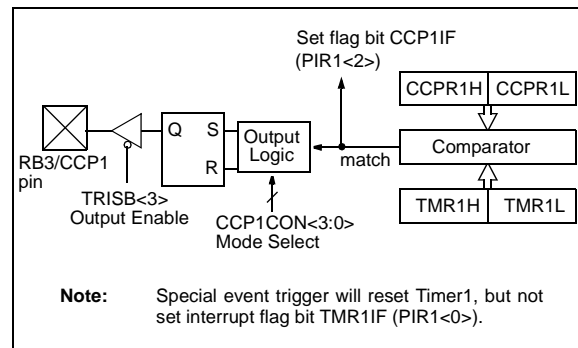 Set flag bit CCP1IF
(PIR1<2>)
CCPR1H CCPR1L
Q S
R
Output
Logic
match
Comparator
RB3/CCP1
pin
TRISB<3>
Output Enable
CCP1CON<3:0>
Mode Select
TMR1H TMR1L
Note: Special event trigger will reset Timer1, but not
set interrupt flag bit TMR1IF (PIR1<0>).